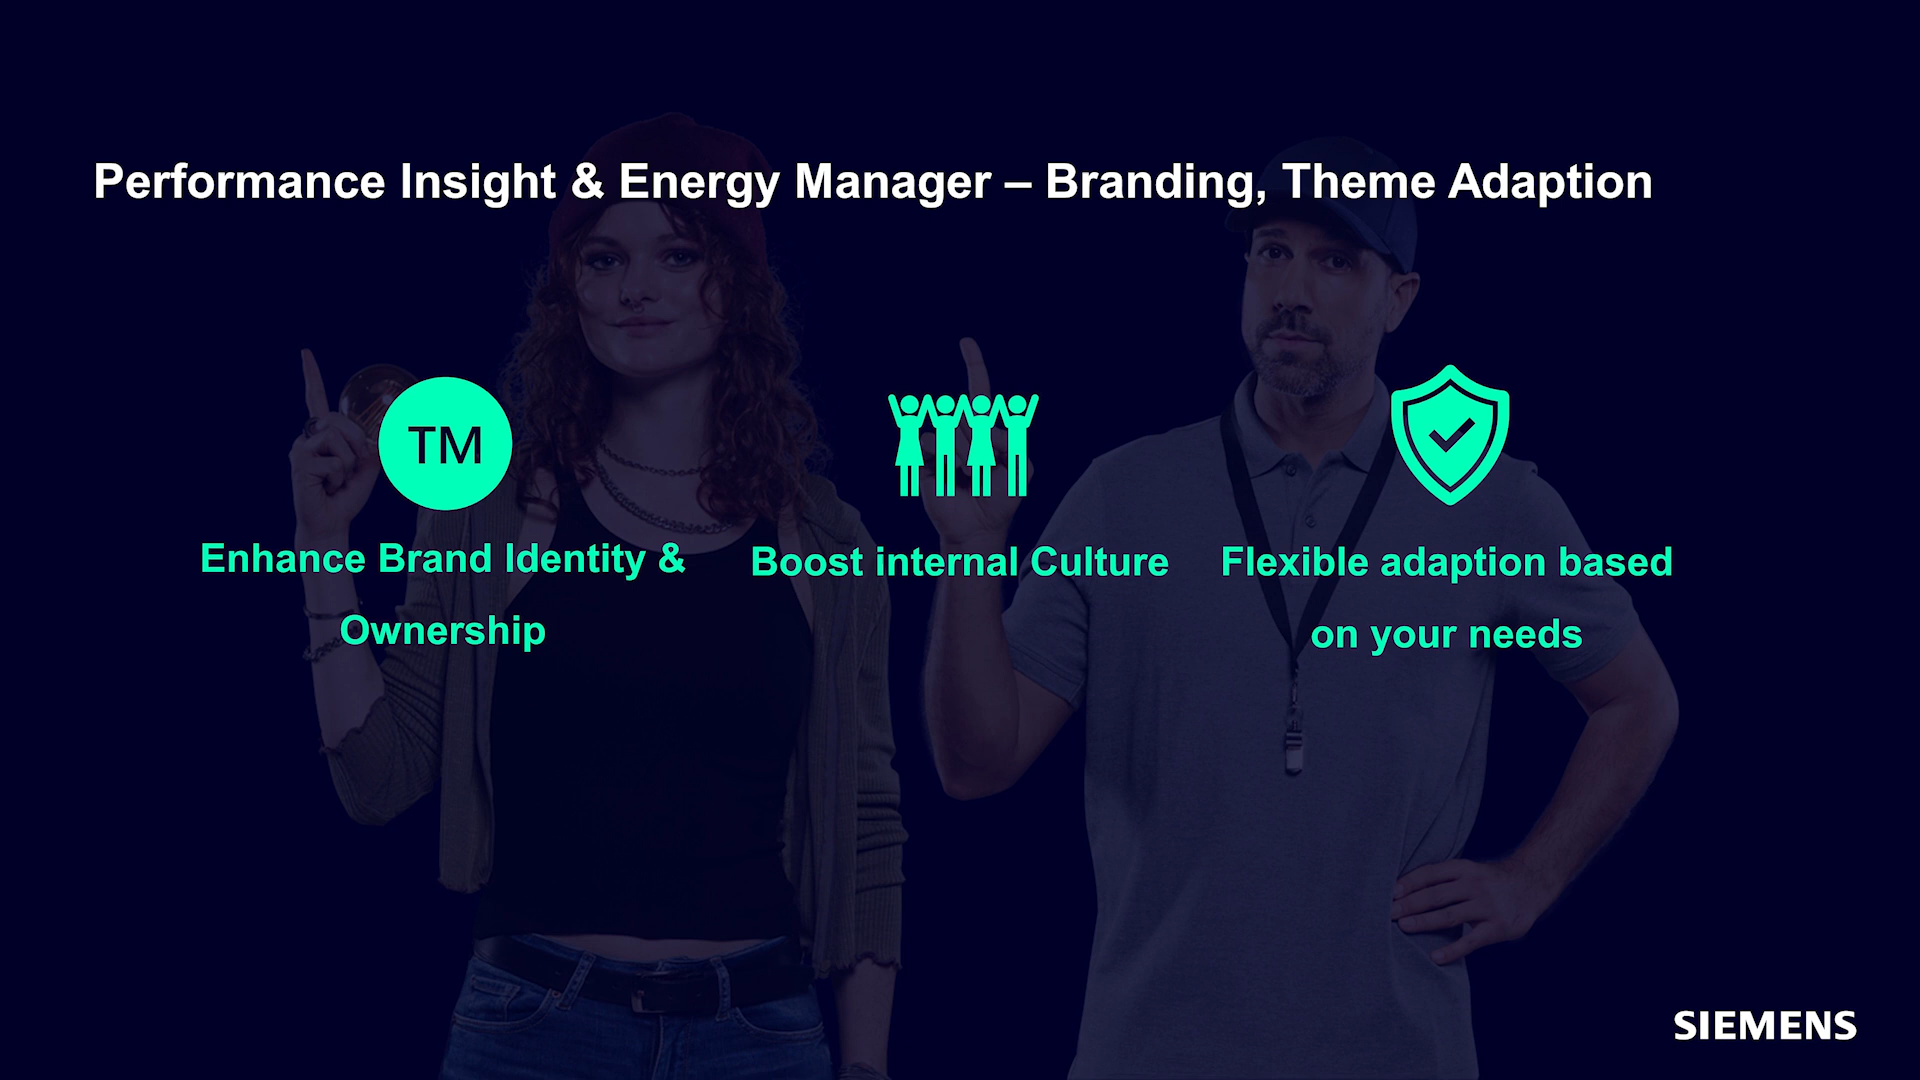 Performance Insight & Energy Manager – Branding, Theme Adaption
TM
Enhance Brand Identity &
Ownership
Boost internal Culture
Flexible adaption based
on your needs
SIEMENS